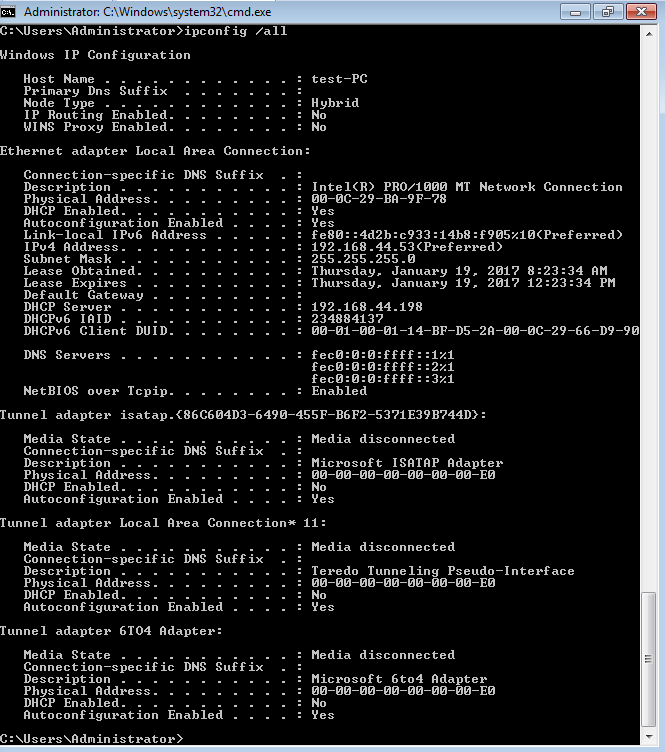 Administrator: C:\Windows\system32\cmd.exe
C:\Users\Administrator>ipconfig /all
Windows IP Configuration
   Host Name . . . . . . . . . . . . : test-PC
   Primary Dns Suffix  . . . . . . . :
   Node Type . . . . . . . . . . . . : Hybrid
   IP Routing Enabled. . . . . . . . : No
   WINS Proxy Enabled. . . . . . . . : No
Ethernet adapter Local Area Connection:
   Connection-specific DNS Suffix  . :
   Description . . . . . . . . . . . : Intel(R) PRO/1000 MT Network Connection
   Physical Address. . . . . . . . . : 00-0C-29-BA-9F-78
   DHCP Enabled. . . . . . . . . . . : Yes
   Autoconfiguration Enabled . . . . : Yes
   Link-local IPv6 Address . . . . . : fe80::4d2b:c933:14b8:f905%10(Preferred)
   IPv4 Address. . . . . . . . . . . : 192.168.44.53(Preferred)
   Subnet Mask . . . . . . . . . . . : 255.255.255.0
   Lease Obtained. . . . . . . . . . : Thursday, January 19, 2017 8:23:34 AM
   Lease Expires . . . . . . . . . . : Thursday, January 19, 2017 12:23:34 PM
   Default Gateway . . . . . . . . . :
   DHCP Server . . . . . . . . . . . : 192.168.44.198
   DHCPv6 IAID . . . . . . . . . . . : 234884137
   DHCPv6 Client DUID. . . . . . . . : 00-01-00-01-14-BF-D5-2A-00-0C-29-66-D9-90
   DNS Servers . . . . . . . . . . . : fec0:0:0:ffff::1%1
                                       fec0:0:0:ffff::2%1
                                       fec0:0:0:ffff::3%1
   NetBIOS over Tcpip. . . . . . . . : Enabled
Tunnel adapter isatap.{86C604D3-6490-455F-B6F2-5371E39B744D}:
   Media State . . . . . . . . . . . : Media disconnected
   Connection-specific DNS Suffix  . :
   Description . . . . . . . . . . . : Microsoft ISATAP Adapter
   Physical Address. . . . . . . . . : 00-00-00-00-00-00-00-E0
   DHCP Enabled. . . . . . . . . . . : No
   Autoconfiguration Enabled . . . . : Yes
Tunnel adapter Local Area Connection* 11:
   Media State . . . . . . . . . . . : Media disconnected
   Connection-specific DNS Suffix  . :
   Description . . . . . . . . . . . : Teredo Tunneling Pseudo-Interface
   Physical Address. . . . . . . . . : 00-00-00-00-00-00-00-E0
   DHCP Enabled. . . . . . . . . . . : No
   Autoconfiguration Enabled . . . . : Yes
Tunnel adapter 6TO4 Adapter:
   Media State . . . . . . . . . . . : Media disconnected
   Connection-specific DNS Suffix  . :
   Description . . . . . . . . . . . : Microsoft 6to4 Adapter
   Physical Address. . . . . . . . . : 00-00-00-00-00-00-00-E0
   DHCP Enabled. . . . . . . . . . . : No
   Autoconfiguration Enabled . . . . : Yes
C:\Users\Administrator>